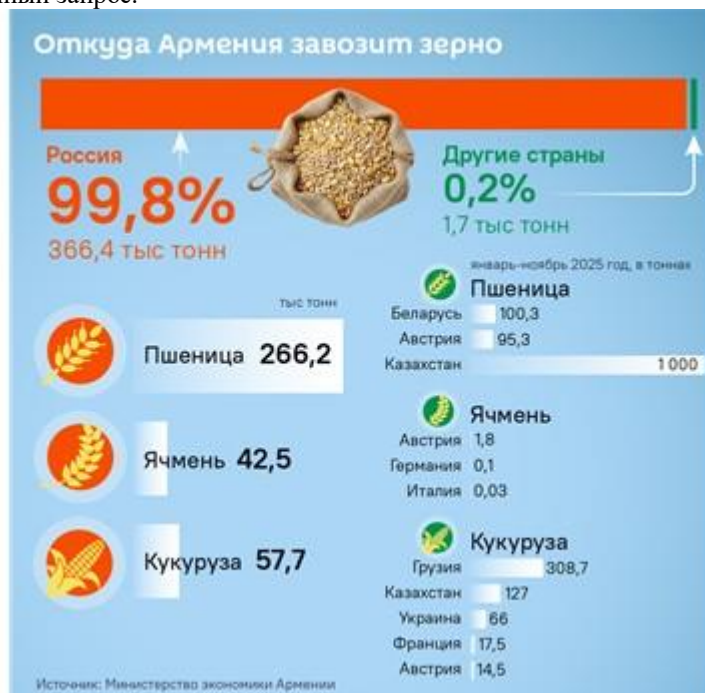 запрос.
Откуда Армения завозит зерно
Россия
99,8%
366,4 тыс тонн
Другие страны
0,2%
1,7 тыс тонн
тыс тонн
Пшеница 266,2
Ячмень 42,5
Кукуруза 57,7
январь-ноябрь 2025 год, в тоннах
Пшеница
Беларусь 100,3
Австрия 95,3
Казахстан 1 000
Ячмень
Австрия 1,8
Германия 0,1
Италия 0,03
Кукуруза
Грузия 308,7
Казахстан 127
Украина 66
Франция 17,5
Австрия 14,5
Источник: Министерство экономики Армении